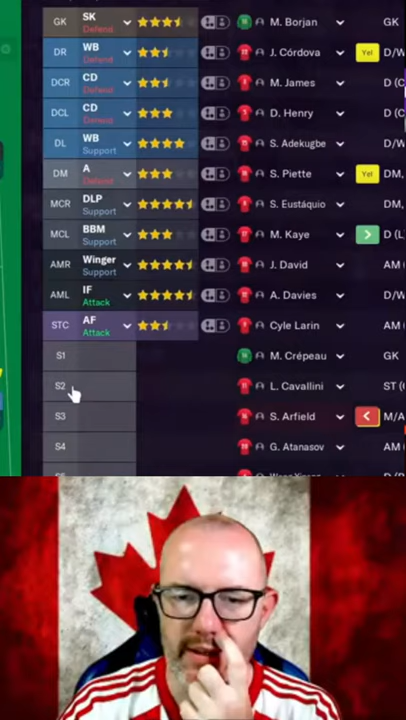 GK SK Defend M. Borjan GK
DR WB Defend J. Córdova Yel D/W
DCR CD Defend M. James D (C
DCL CD Defend D. Henry D (C
DL WB Support S. Adekugbe D/W
DM A Defend S. Piette Yel DM,
MCR DLP Support S. Eustáquio DM,
MCL BBM Support M. Kaye D (L
AMR Winger Support J. David AM (
AML IF Attack A. Davies D/W
STC AF Attack Cyle Larin AM (
S1 M. Crépeau GK
S2 L. Cavallini ST (
S3 S. Arfield M/A
S4 G. Atanasov AM (